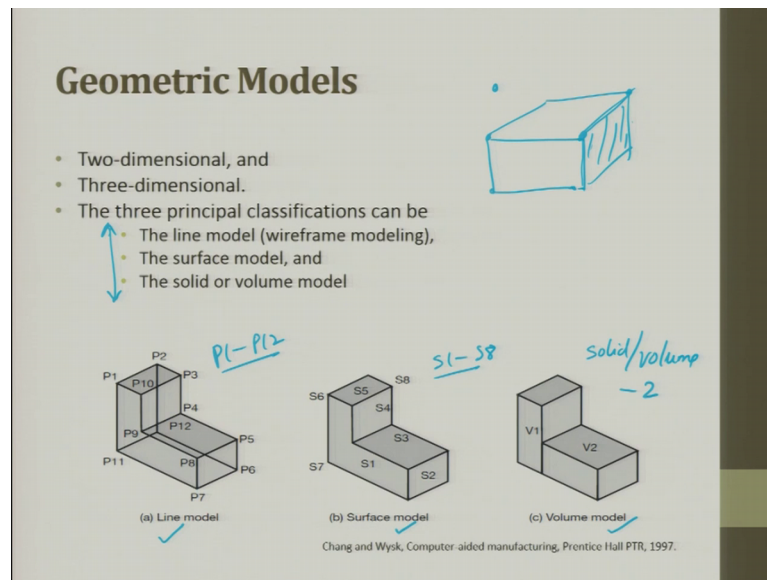 Geometric Models
• Two-dimensional, and
• Three-dimensional.
• The three principal classifications can be
• The line model (wireframe modeling),
• The surface model, and
• The solid or volume model
P1-P12
S1-S8
solid/volume
-2
P2
P1
P10
P3
P4
P9
P12
P5
P11
P8
P6
P7
S8
S6
S5
S4
S3
S7
S1
S2
V1
V2
(a) Line model
(b) Surface model
(c) Volume model
Chang and Wysk, Computer-aided manufacturing, Prentice Hall PTR, 1997.